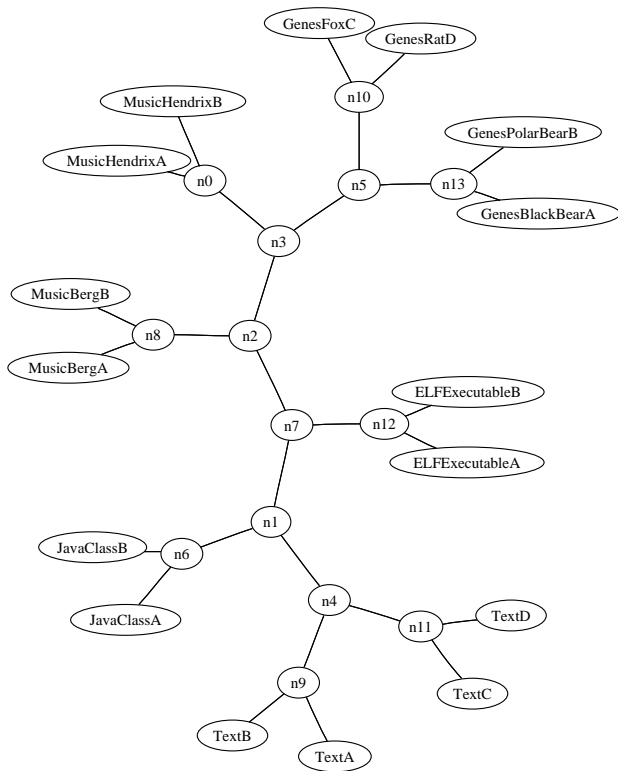 GenesFoxC
GenesRatD
n10
MusicHendrixB
GenesPolarBearB
MusicHendrixA
n0
n5
n13
GenesBlackBearA
n3
MusicBergB
n8
n2
MusicBergA
ELFExecutableB
n7
n12
ELFExecutableA
n1
JavaClassB
n6
n4
JavaClassA
n11
TextD
n9
TextC
TextB
TextA